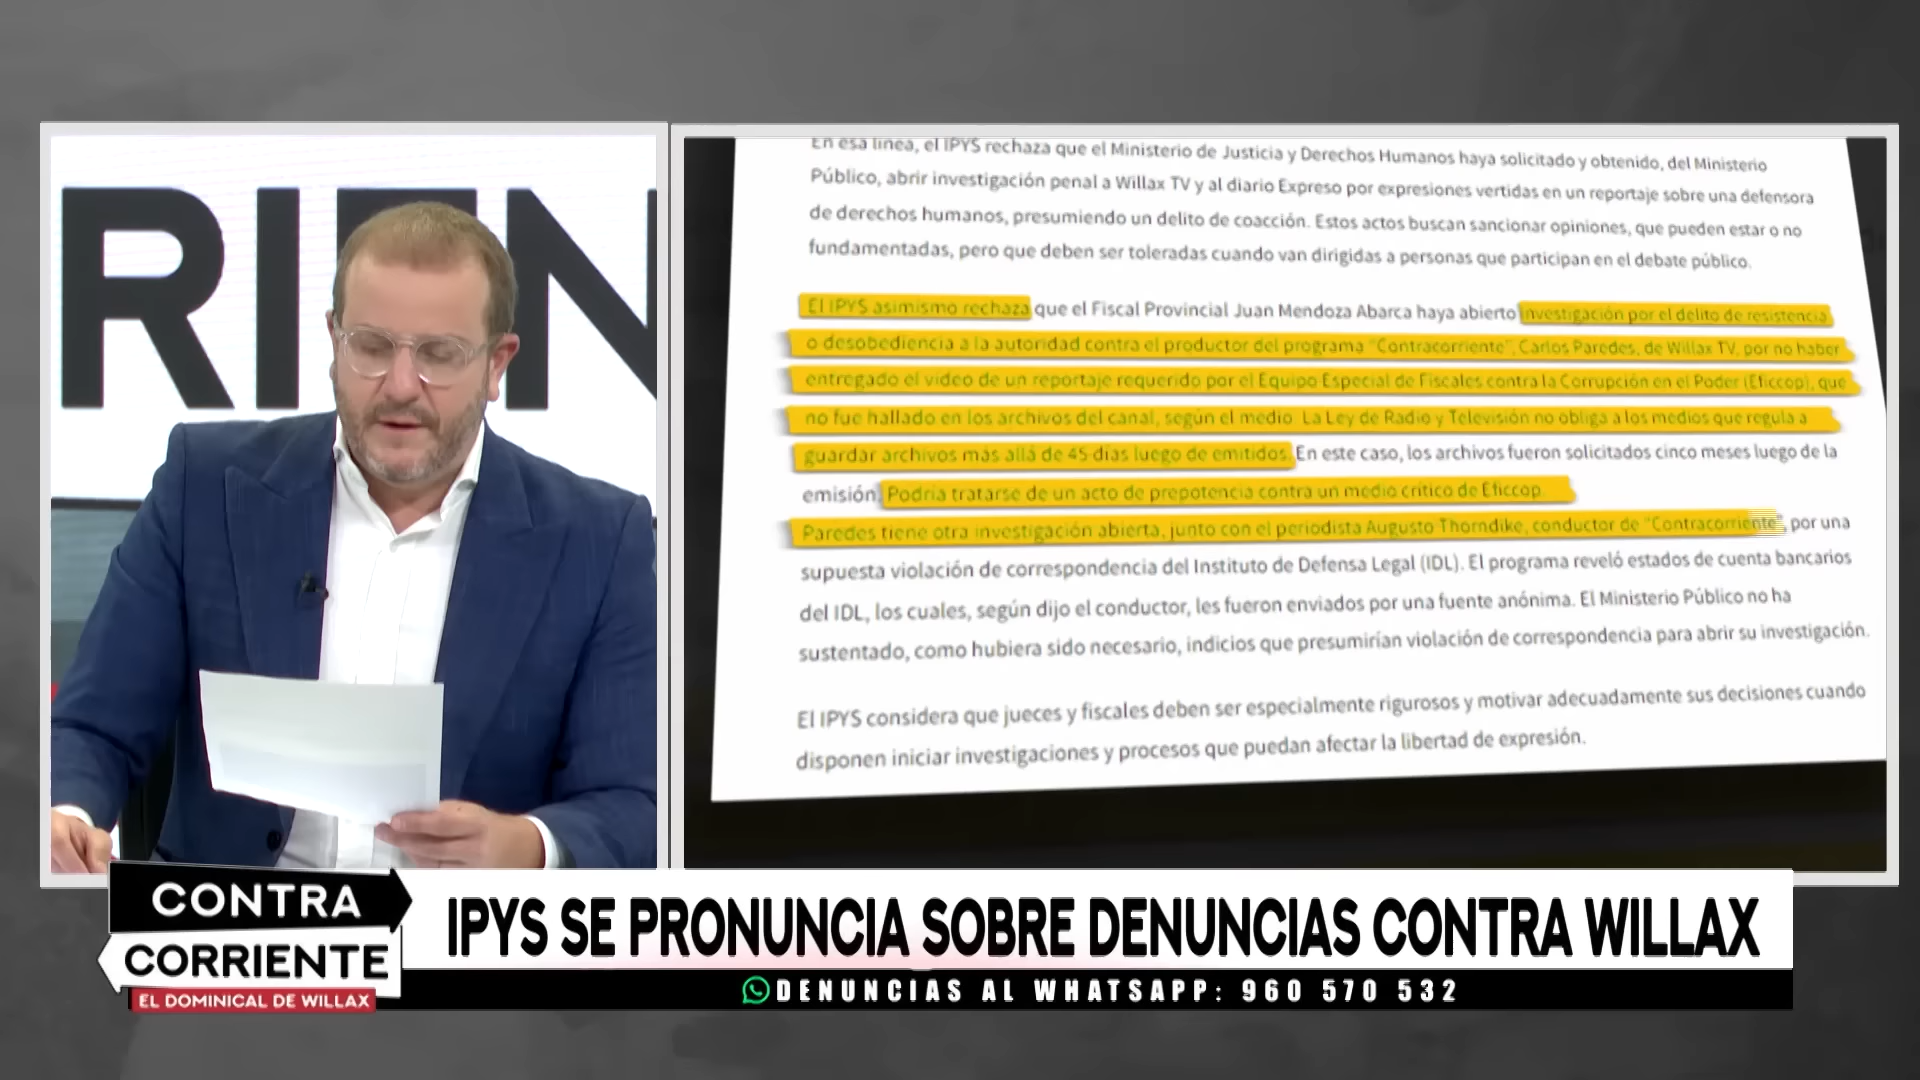 RIEN
En esa línea, el IPYS rechaza que el Ministerio de Justicia y Derechos Humanos haya solicitado y obtenido, del Ministerio
Público, abrir investigación penal a Willax TV y al diario Expreso por expresiones vertidas en un reportaje sobre una defensora
de derechos humanos, presumiendo un delito de coacción. Estos actos buscan sancionar opiniones, que pueden estar o no
fundamentadas, pero que deben ser toleradas cuando van dirigidas a personas que participan en el debate público.
El IPYS asimismo rechaza que el Fiscal Provincial Juan Mendoza Abarca haya abierto investigación por el delito de resistencia
o desobediencia a la autoridad contra el productor del programa "Contracorriente", Carlos Paredes, de Willax TV, por no haber
entregado el video de un reportaje requerido por el Equipo Especial de Fiscales contra la Corrupción en el Poder (Eficcop), que
no fue hallado en los archivos del canal, según el medio. La Ley de Radio y Televisión no obliga a los medios que regula a
guardar archivos más allá de 45 días luego de emitidos. En este caso, los archivos fueron solicitados cinco meses luego de la
emisión. Podría tratarse de un acto de prepotencia contra un medio crítico de Eficcop.
Paredes tiene otra investigación abierta, junto con el periodista Augusto Thorndike, conductor de "Contracorriente", por una
supuesta violación de correspondencia del Instituto de Defensa Legal (IDL). El programa reveló estados de cuenta bancarios
del IDL, los cuales, según dijo el conductor, les fueron enviados por una fuente anónima. El Ministerio Público no ha
sustentado, como hubiera sido necesario, indicios que presumirían violación de correspondencia para abrir su investigación.
El IPYS considera que jueces y fiscales deben ser especialmente rigurosos y motivar adecuadamente sus decisiones cuando
disponen iniciar investigaciones y procesos que puedan afectar la libertad de expresión.
CONTRA
CORRIENTE
EL DOMINICAL DE WILLAX
IPYS SE PRONUNCIA SOBRE DENUNCIAS CONTRA WILLAX
DENUNCIAS AL WHATSAPP: 960 570 532